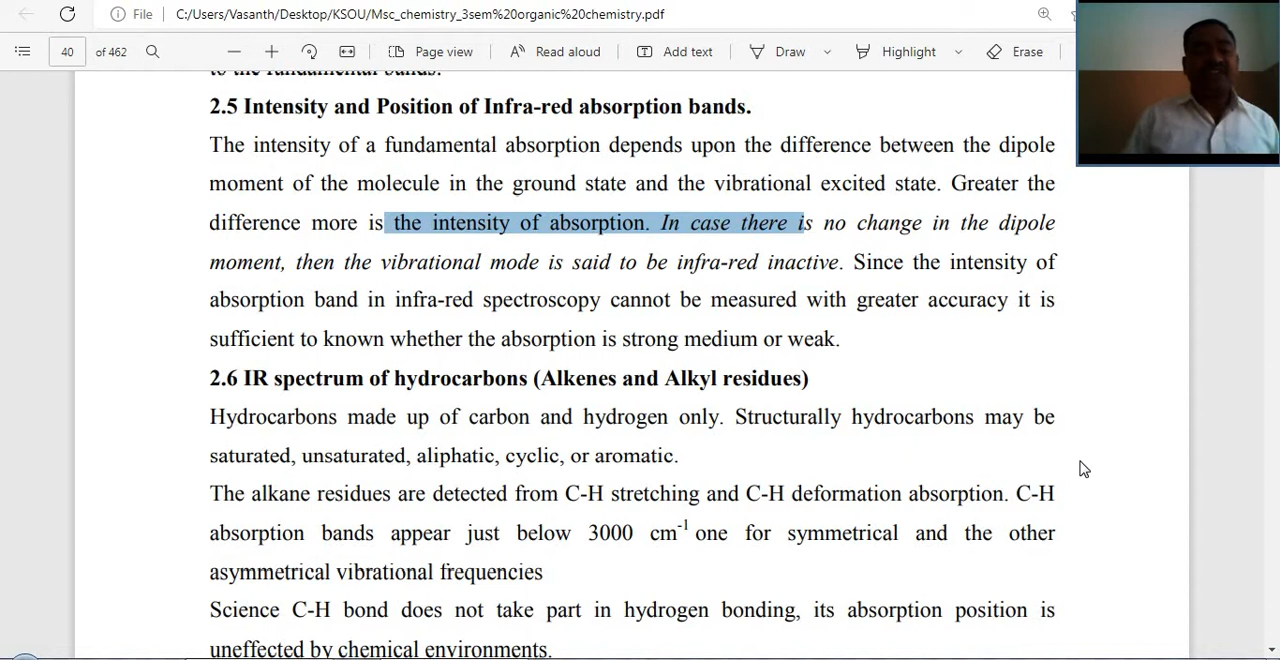 File
C:/Users/Vasanth/Desktop/KSOU/Msc_chemistry_3sem%20organic%20chemistry.pdf
40 of 462 Page view Read aloud Add text Draw Highlight Erase
to the fundamental bands.
2.5 Intensity and Position of Infra-red absorption bands.
The intensity of a fundamental absorption depends upon the difference between the dipole
moment of the molecule in the ground state and the vibrational excited state. Greater the
difference more is the intensity of absorption. In case there is no change in the dipole
moment, then the vibrational mode is said to be infra-red inactive. Since the intensity of
absorption band in infra-red spectroscopy cannot be measured with greater accuracy it is
sufficient to known whether the absorption is strong medium or weak.
2.6 IR spectrum of hydrocarbons (Alkenes and Alkyl residues)
Hydrocarbons made up of carbon and hydrogen only. Structurally hydrocarbons may be
saturated, unsaturated, aliphatic, cyclic, or aromatic.
The alkane residues are detected from C-H stretching and C-H deformation absorption. C-H
absorption bands appear just below 3000 cm-1 one for symmetrical and the other
asymmetrical vibrational frequencies
Science C-H bond does not take part in hydrogen bonding, its absorption position is
uneffected by chemical environments.